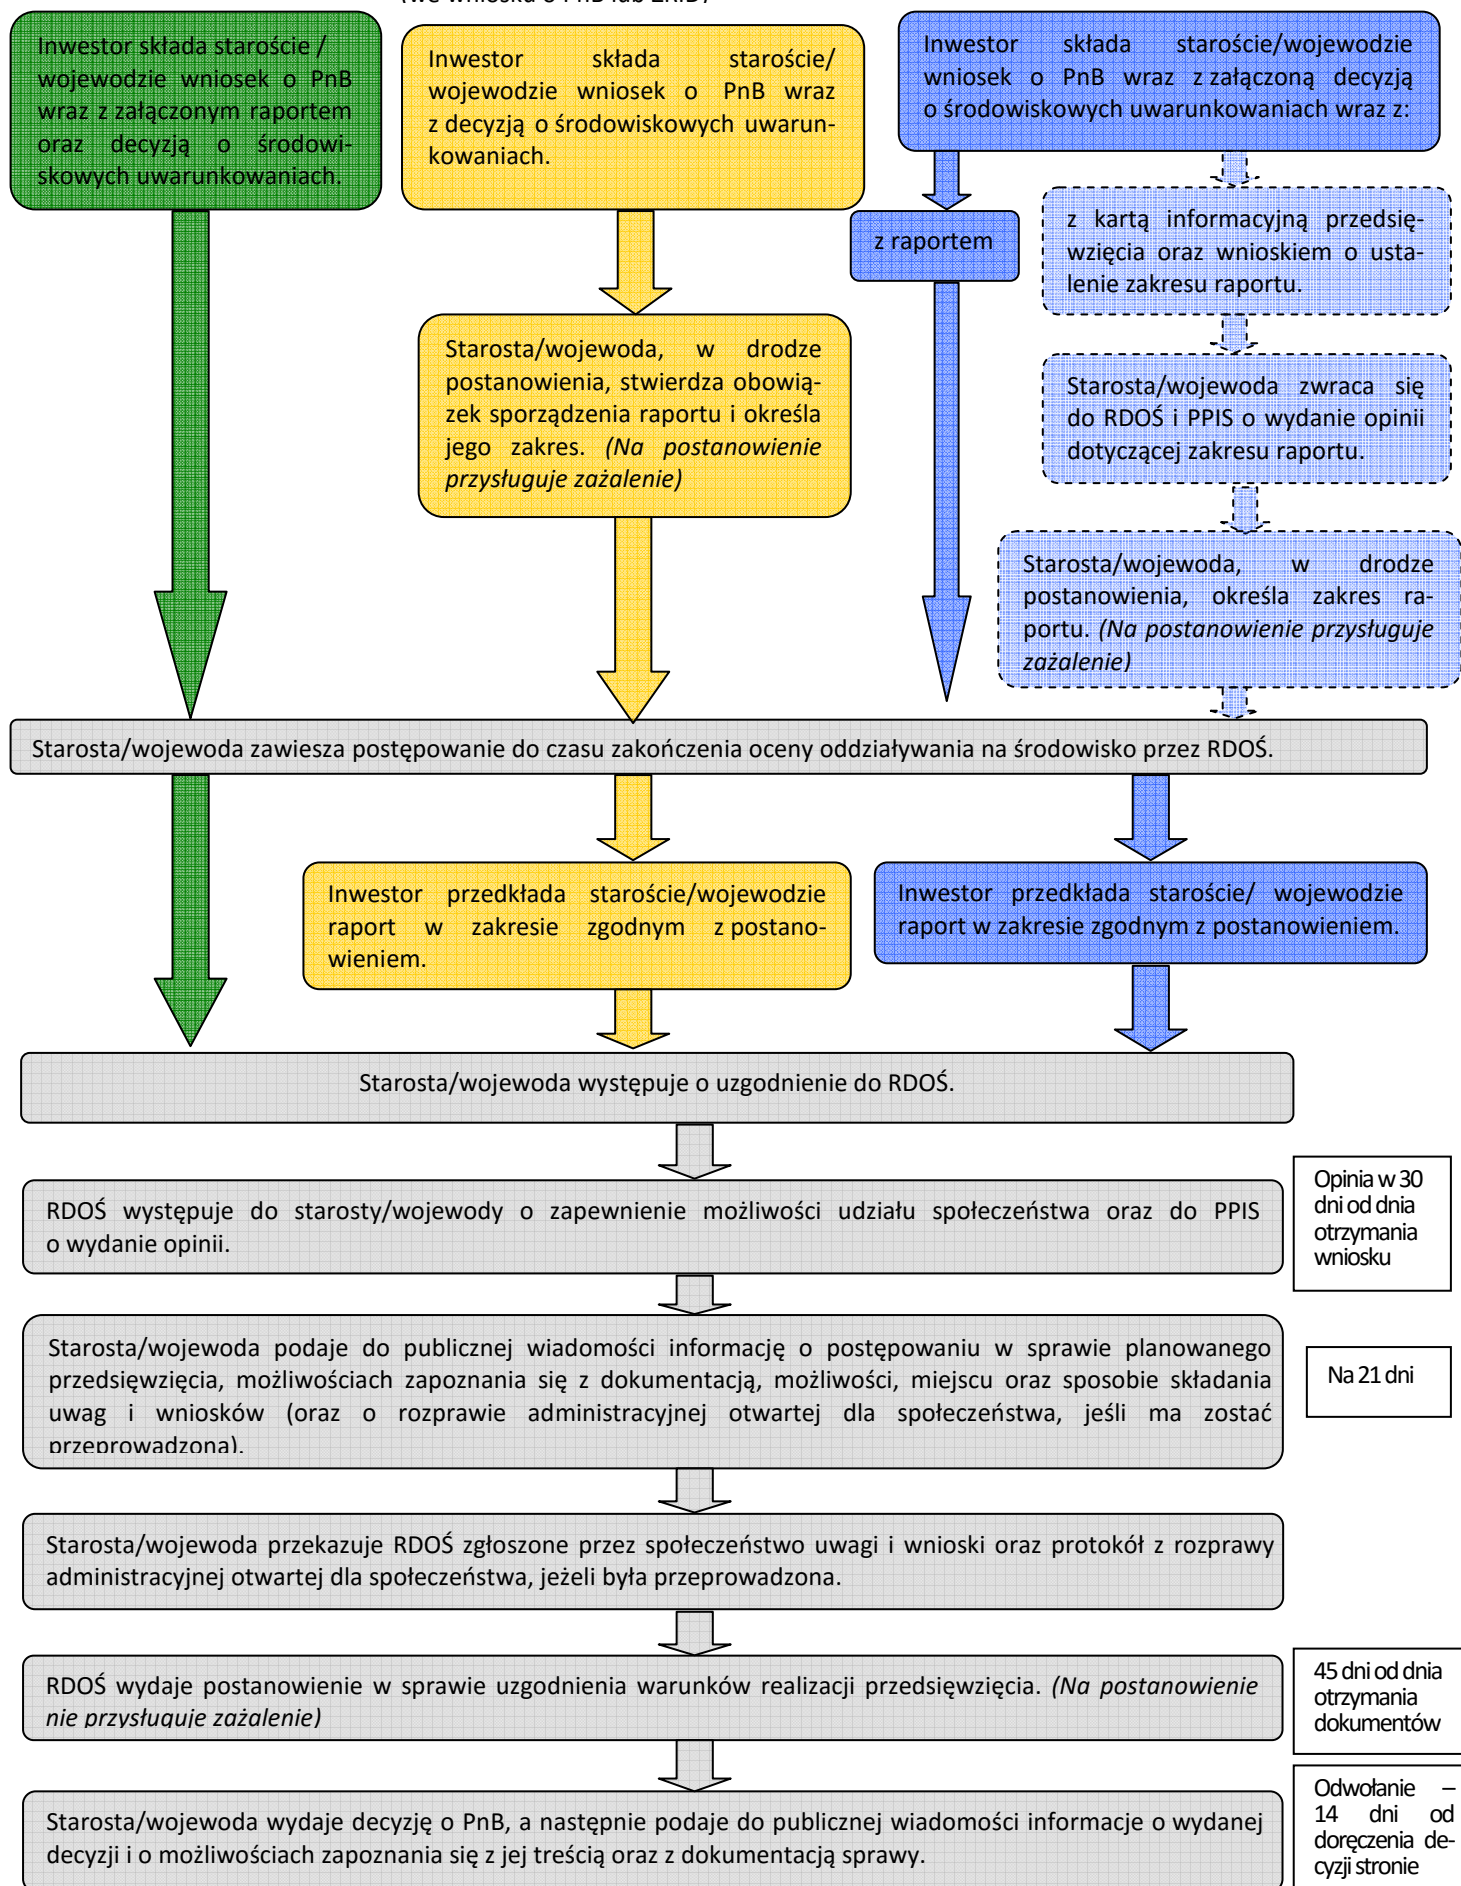 (we wniosku o PnB lub ZRID)
Inwestor składa staroście /
wojewodzie wniosek o PnB
wraz z załączonym raportem
oraz decyzją o środowi-
skowych uwarunkowaniach.
Inwestor składa staroście/
wojewodzie wniosek o PnB wraz
z decyzją o środowiskowych uwarun-
kowaniach.
Inwestor składa staroście/wojewodzie
wniosek o PnB wraz z załączoną decyzją
o środowiskowych uwarunkowaniach wraz z:
z raportem
z kartą informacyjną przedsię-
wzięcia oraz wnioskiem o usta-
lenie zakresu raportu.
Starosta/wojewoda, w drodze
postanowienia, stwierdza obowią-
zek sporządzenia raportu i określa
jego zakres. (Na postanowienie
przysługuje zażalenie)
Starosta/wojewoda zwraca się
do RDOŚ i PPIS o wydanie opinii
dotyczącej zakresu raportu.
Starosta/wojewoda, w drodze
postanowienia, określa zakres ra-
portu. (Na postanowienie przysługuje
zażalenie)
Starosta/wojewoda zawiesza postępowanie do czasu zakończenia oceny oddziaływania na środowisko przez RDOŚ.
Inwestor przedkłada staroście/wojewodzie
raport w zakresie zgodnym z postano-
wieniem.
Inwestor przedkłada staroście/ wojewodzie
raport w zakresie zgodnym z postanowieniem.
Starosta/wojewoda występuje o uzgodnienie do RDOŚ.
RDOŚ występuje do starosty/wojewody o zapewnienie możliwości udziału społeczeństwa oraz do PPIS
o wydanie opinii.
Opinia w 30
dni od dnia
otrzymania
wniosku
Starosta/wojewoda podaje do publicznej wiadomości informację o postępowaniu w sprawie planowanego
przedsięwzięcia, możliwościach zapoznania się z dokumentacją, możliwości, miejscu oraz sposobie składania
uwag i wniosków (oraz o rozprawie administracyjnej otwartej dla społeczeństwa, jeśli ma zostać
przeprowadzona).
Na 21 dni
Starosta/wojewoda przekazuje RDOŚ zgłoszone przez społeczeństwo uwagi i wnioski oraz protokół z rozprawy
administracyjnej otwartej dla społeczeństwa, jeżeli była przeprowadzona.
RDOŚ wydaje postanowienie w sprawie uzgodnienia warunków realizacji przedsięwzięcia. (Na postanowienie
nie przysługuje zażalenie)
45 dni od dnia
otrzymania
dokumentów
Starosta/wojewoda wydaje decyzję o PnB, a następnie podaje do publicznej wiadomości informacje o wydanej
decyzji i o możliwościach zapoznania się z jej treścią oraz z dokumentacją sprawy.
Odwołanie –
14 dni od
doręczenia de-
cyzji stronie